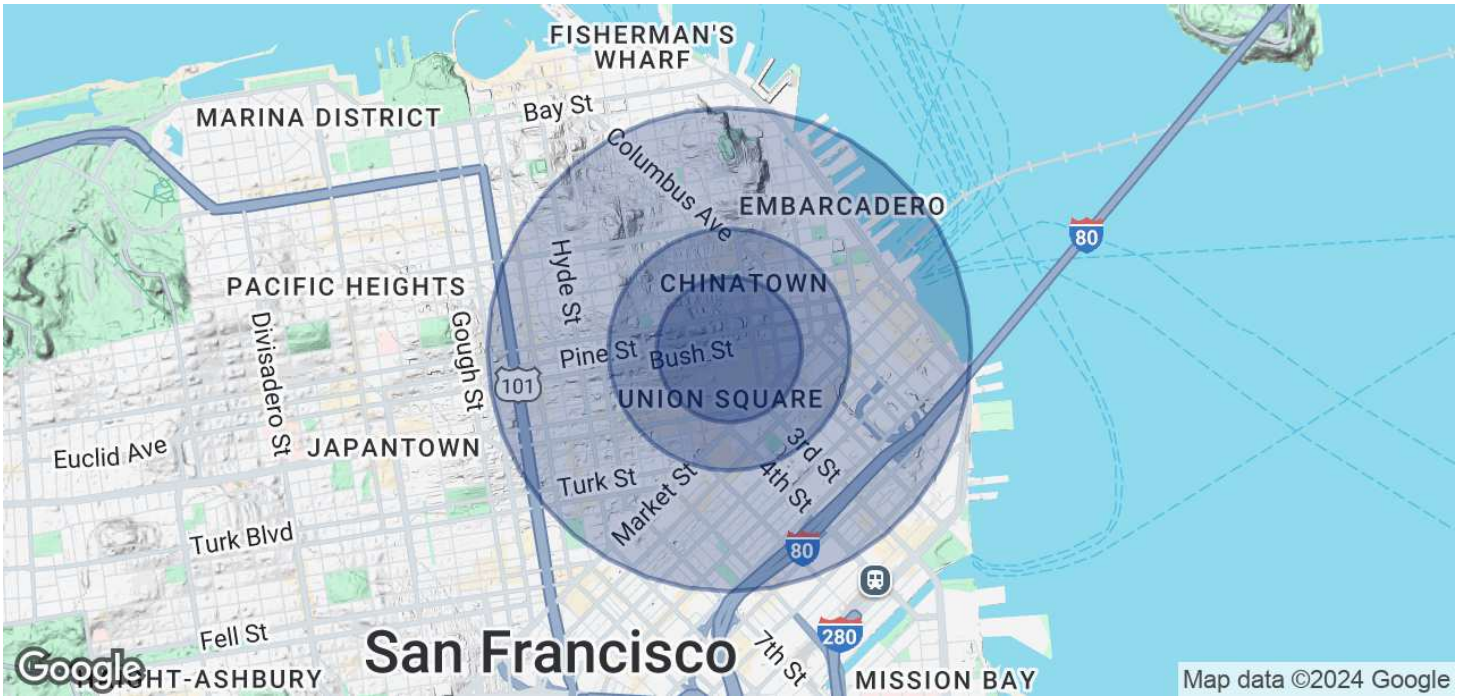 FISHERMAN'S
WHARF
MARINA DISTRICT
Bay St
Columbus Ave
EMBARCADERO
80
Hyde St
CHINATOWN
PACIFIC HEIGHTS
Divisadero St
Gough St
Pine St
Bush St
101
UNION SQUARE
Euclid Ave
JAPANTOWN
3rd St
4th St
Turk St
Market St
Turk Blvd
80
Fell St
San Francisco
280
7th St
Google
HAIGHT-ASHBURY
MISSION BAY
Map data ©2024 Google